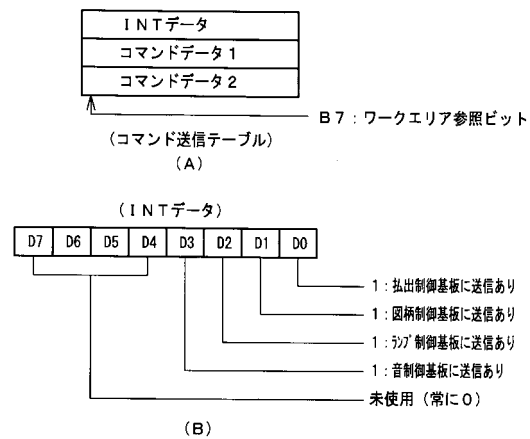 INTデータ
コマンドデータ1
コマンドデータ2
B7:ワークエリア参照ビット
(コマンド送信テーブル)
(A)
(INTデータ)
D7 D6 D5 D4 D3 D2 D1 D0
1:払出制御基板に送信あり
1:図柄制御基板に送信あり
1:ランプ制御基板に送信あり
1:音制御基板に送信あり
未使用(常に0)
(B)